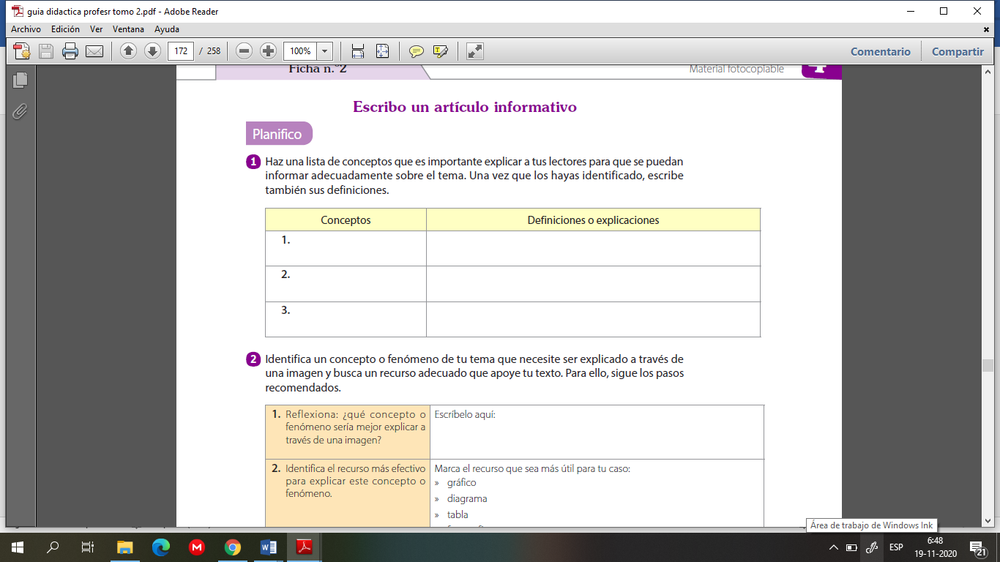 guia didactica profesr tomo 2.pdf - Adobe Reader
Archivo Edición Ver Ventana Ayuda
172 / 258 100% Comentario Compartir
Ficha n.°2 Material fotocopiable
Escribo un artículo informativo
Planifico
1 Haz una lista de conceptos que es importante explicar a tus lectores para que se puedan
informar adecuadamente sobre el tema. Una vez que los hayas identificado, escribe
también sus definiciones.
Conceptos Definiciones o explicaciones
1.
2.
3.
2 Identifica un concepto o fenómeno de tu tema que necesite ser explicado a través de
una imagen y busca un recurso adecuado que apoye tu texto. Para ello, sigue los pasos
recomendados.
1. Reflexiona: ¿qué concepto o
fenómeno sería mejor explicar a
través de una imagen?
Escríbelo aquí:
2. Identifica el recurso más efectivo
para explicar este concepto o
fenómeno.
Marca el recurso que sea más útil para tu caso:
» gráfico
» diagrama
» tabla
Área de trabajo de Windows Ink
ESP
6:48
19-11-2020
21